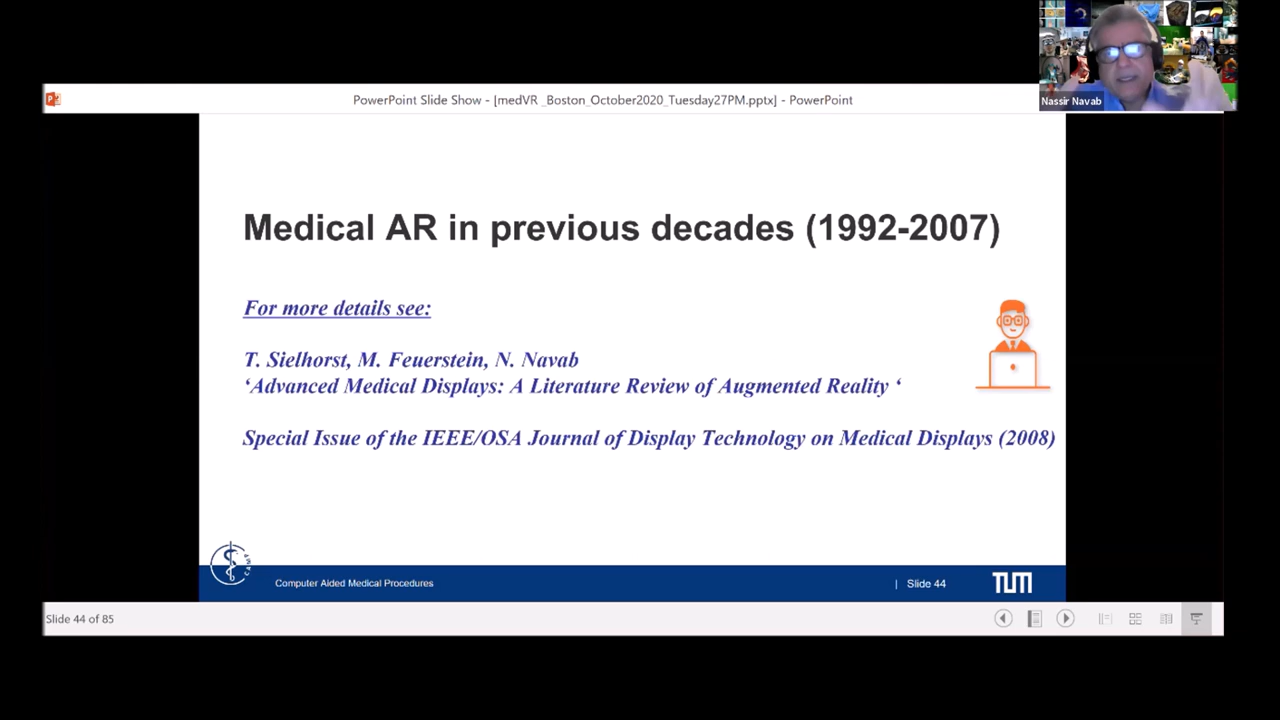 Nassir Navab
PowerPoint Slide Show - [medVR _Boston_October2020_Tuesday27PM.pptx] - PowerPoint
Medical AR in previous decades (1992-2007)
For more details see:
T. Sielhorst, M. Feuerstein, N. Navab
‘Advanced Medical Displays: A Literature Review of Augmented Reality ‘
Special Issue of the IEEE/OSA Journal of Display Technology on Medical Displays (2008)
CAMP
Computer Aided Medical Procedures
| Slide 44
TUM
Slide 44 of 85